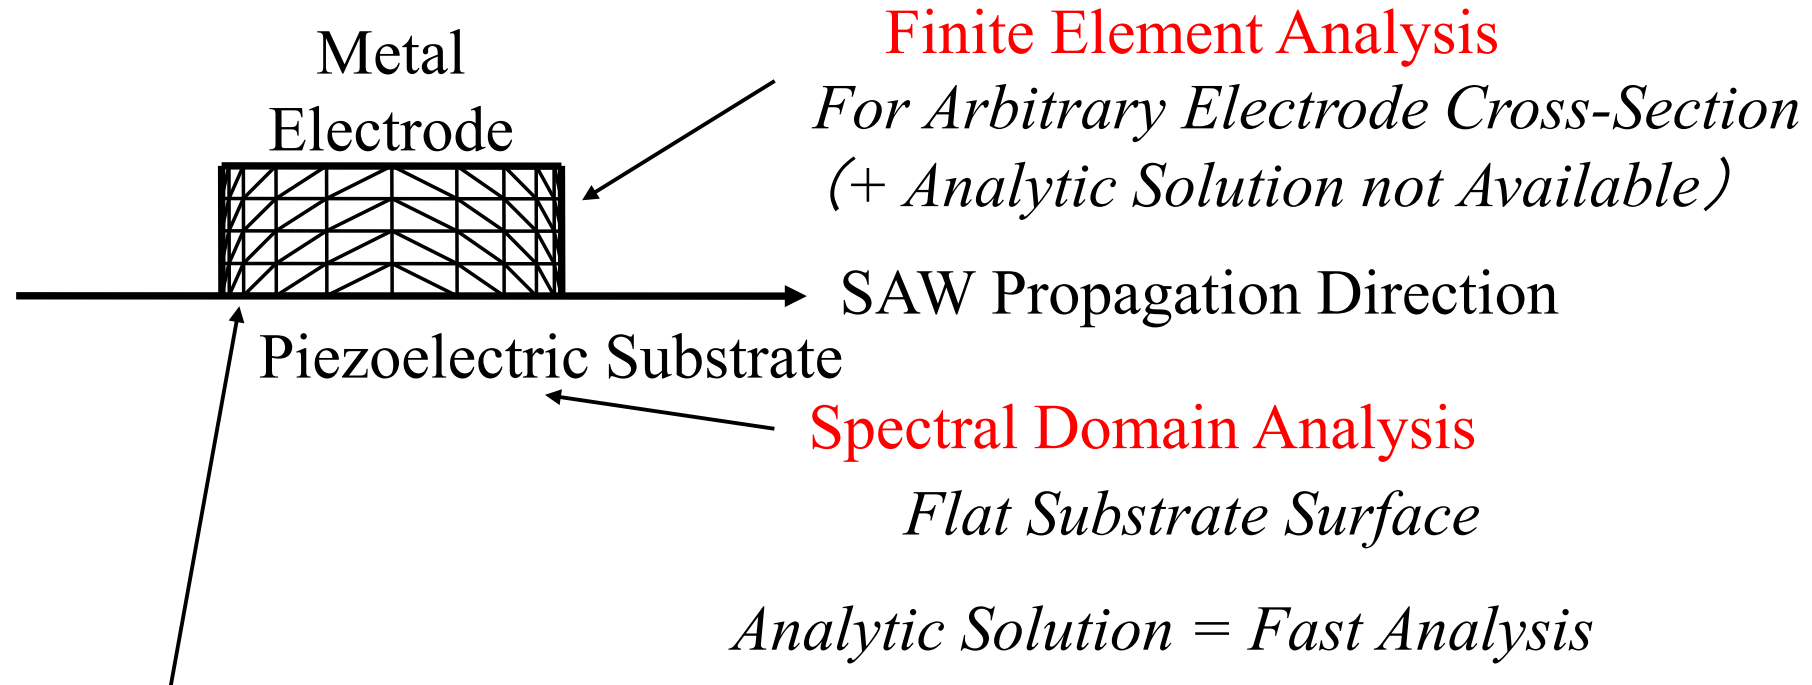 Metal
Electrode
Finite Element Analysis
For Arbitrary Electrode Cross-Section
(+ Analytic Solution not Available)
SAW Propagation Direction
Piezoelectric Substrate
Spectral Domain Analysis
Flat Substrate Surface
Analytic Solution = Fast Analysis